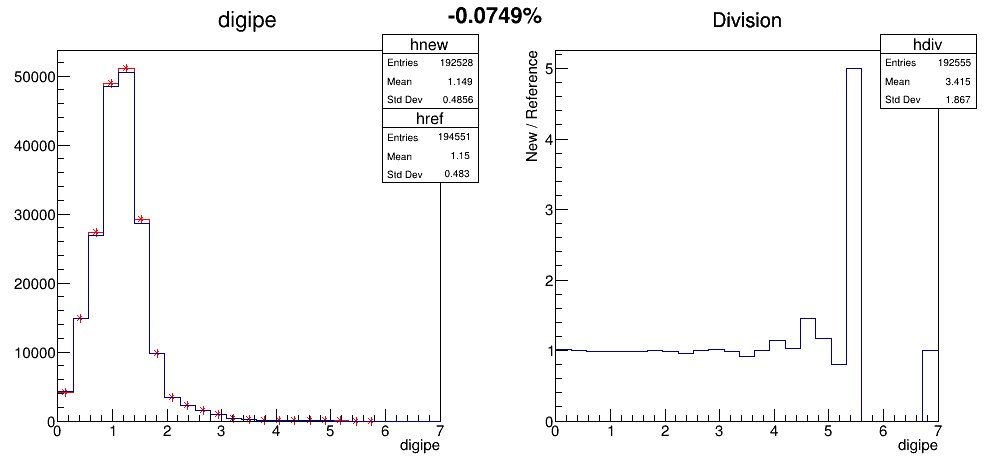 digipe
-0.0749%
Division
hnew
Entries 192528
Mean 1.149
Std Dev 0.4856
href
Entries 194551
Mean 1.15
Std Dev 0.483
50000
40000
30000
20000
10000
0
0 1 2 3 4 5 6 7
digipe
hdiv
Entries 192555
Mean 3.415
Std Dev 1.867
New / Reference
5
4
3
2
1
0
0 1 2 3 4 5 6 7
digipe